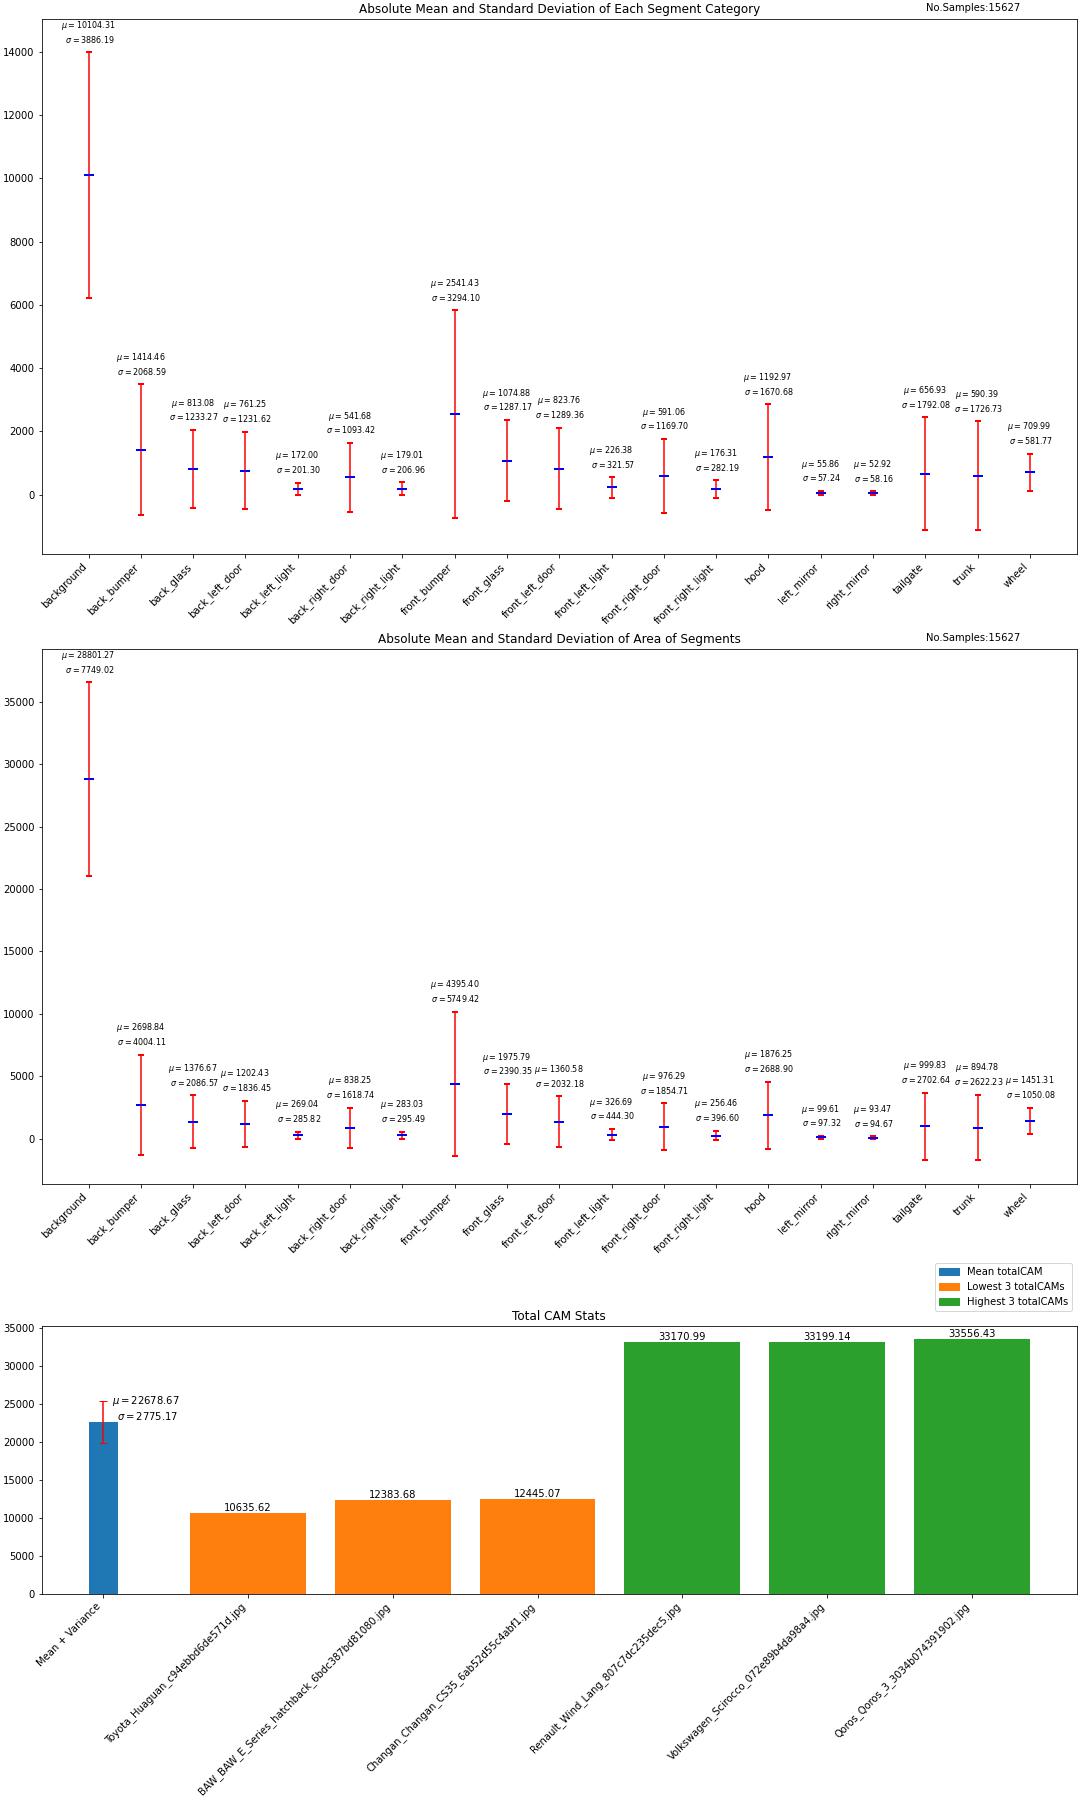 Absolute Mean and Standard Deviation of Each Segment Category
No.Samples:15627
μ = 10104.31
σ = 3886.19
μ = 1414.46
σ = 2068.59
μ = 813.08
σ = 1233.27
μ = 761.25
σ = 1231.62
μ = 172.00
σ = 201.30
μ = 541.68
σ = 1093.42
μ = 179.01
σ = 206.96
μ = 2541.43
σ = 3294.10
μ = 1074.88
σ = 1287.17
μ = 823.76
σ = 1289.36
μ = 226.38
σ = 321.57
μ = 591.06
σ = 1169.70
μ = 176.31
σ = 282.19
μ = 1192.97
σ = 1670.68
μ = 55.86
σ = 57.24
μ = 52.92
σ = 58.16
μ = 656.93
σ = 1792.08
μ = 590.39
σ = 1726.73
μ = 709.99
σ = 581.77
14000
12000
10000
8000
6000
4000
2000
0
background
back_bumper
back_glass
back_left_door
back_left_light
back_right_door
back_right_light
front_bumper
front_glass
front_left_door
front_left_light
front_right_door
front_right_light
hood
left_mirror
right_mirror
tailgate
trunk
wheel
Absolute Mean and Standard Deviation of Area of Segments
No.Samples:15627
μ = 28801.27
σ = 7749.02
μ = 2698.84
σ = 4004.11
μ = 1376.67
σ = 2086.57
μ = 1202.43
σ = 1836.45
μ = 269.04
σ = 285.82
μ = 838.25
σ = 1618.74
μ = 283.03
σ = 295.49
μ = 4395.40
σ = 5749.42
μ = 1975.79
σ = 2390.35
μ = 1360.58
σ = 2032.18
μ = 326.69
σ = 444.30
μ = 976.29
σ = 1854.71
μ = 256.46
σ = 396.60
μ = 1876.25
σ = 2688.90
μ = 99.61
σ = 97.32
μ = 93.47
σ = 94.67
μ = 999.83
σ = 2702.64
μ = 894.78
σ = 2622.23
μ = 1451.31
σ = 1050.08
35000
30000
25000
20000
15000
10000
5000
0
background
back_bumper
back_glass
back_left_door
back_left_light
back_right_door
back_right_light
front_bumper
front_glass
front_left_door
front_left_light
front_right_door
front_right_light
hood
left_mirror
right_mirror
tailgate
trunk
wheel
Mean totalCAM
Lowest 3 totalCAMs
Highest 3 totalCAMs
Total CAM Stats
35000
30000
25000
20000
15000
10000
5000
0
μ = 22678.67
σ = 2775.17
10635.62
12383.68
12445.07
33170.99
33199.14
33556.43
Mean + Variance
Toyota_Huaguan_c94ebbd6de571d.jpg
BAW_BAW_E_Series_hatchback_6bdc387bd81080.jpg
Changan_Changan_CS35_6ab52d55c4abf1.jpg
Renault_Wind_Lang_807c7dc235dec5.jpg
Volkswagen_Scirocco_072e89b4da98a4.jpg
Qoros_Qoros_3_3034b074391902.jpg